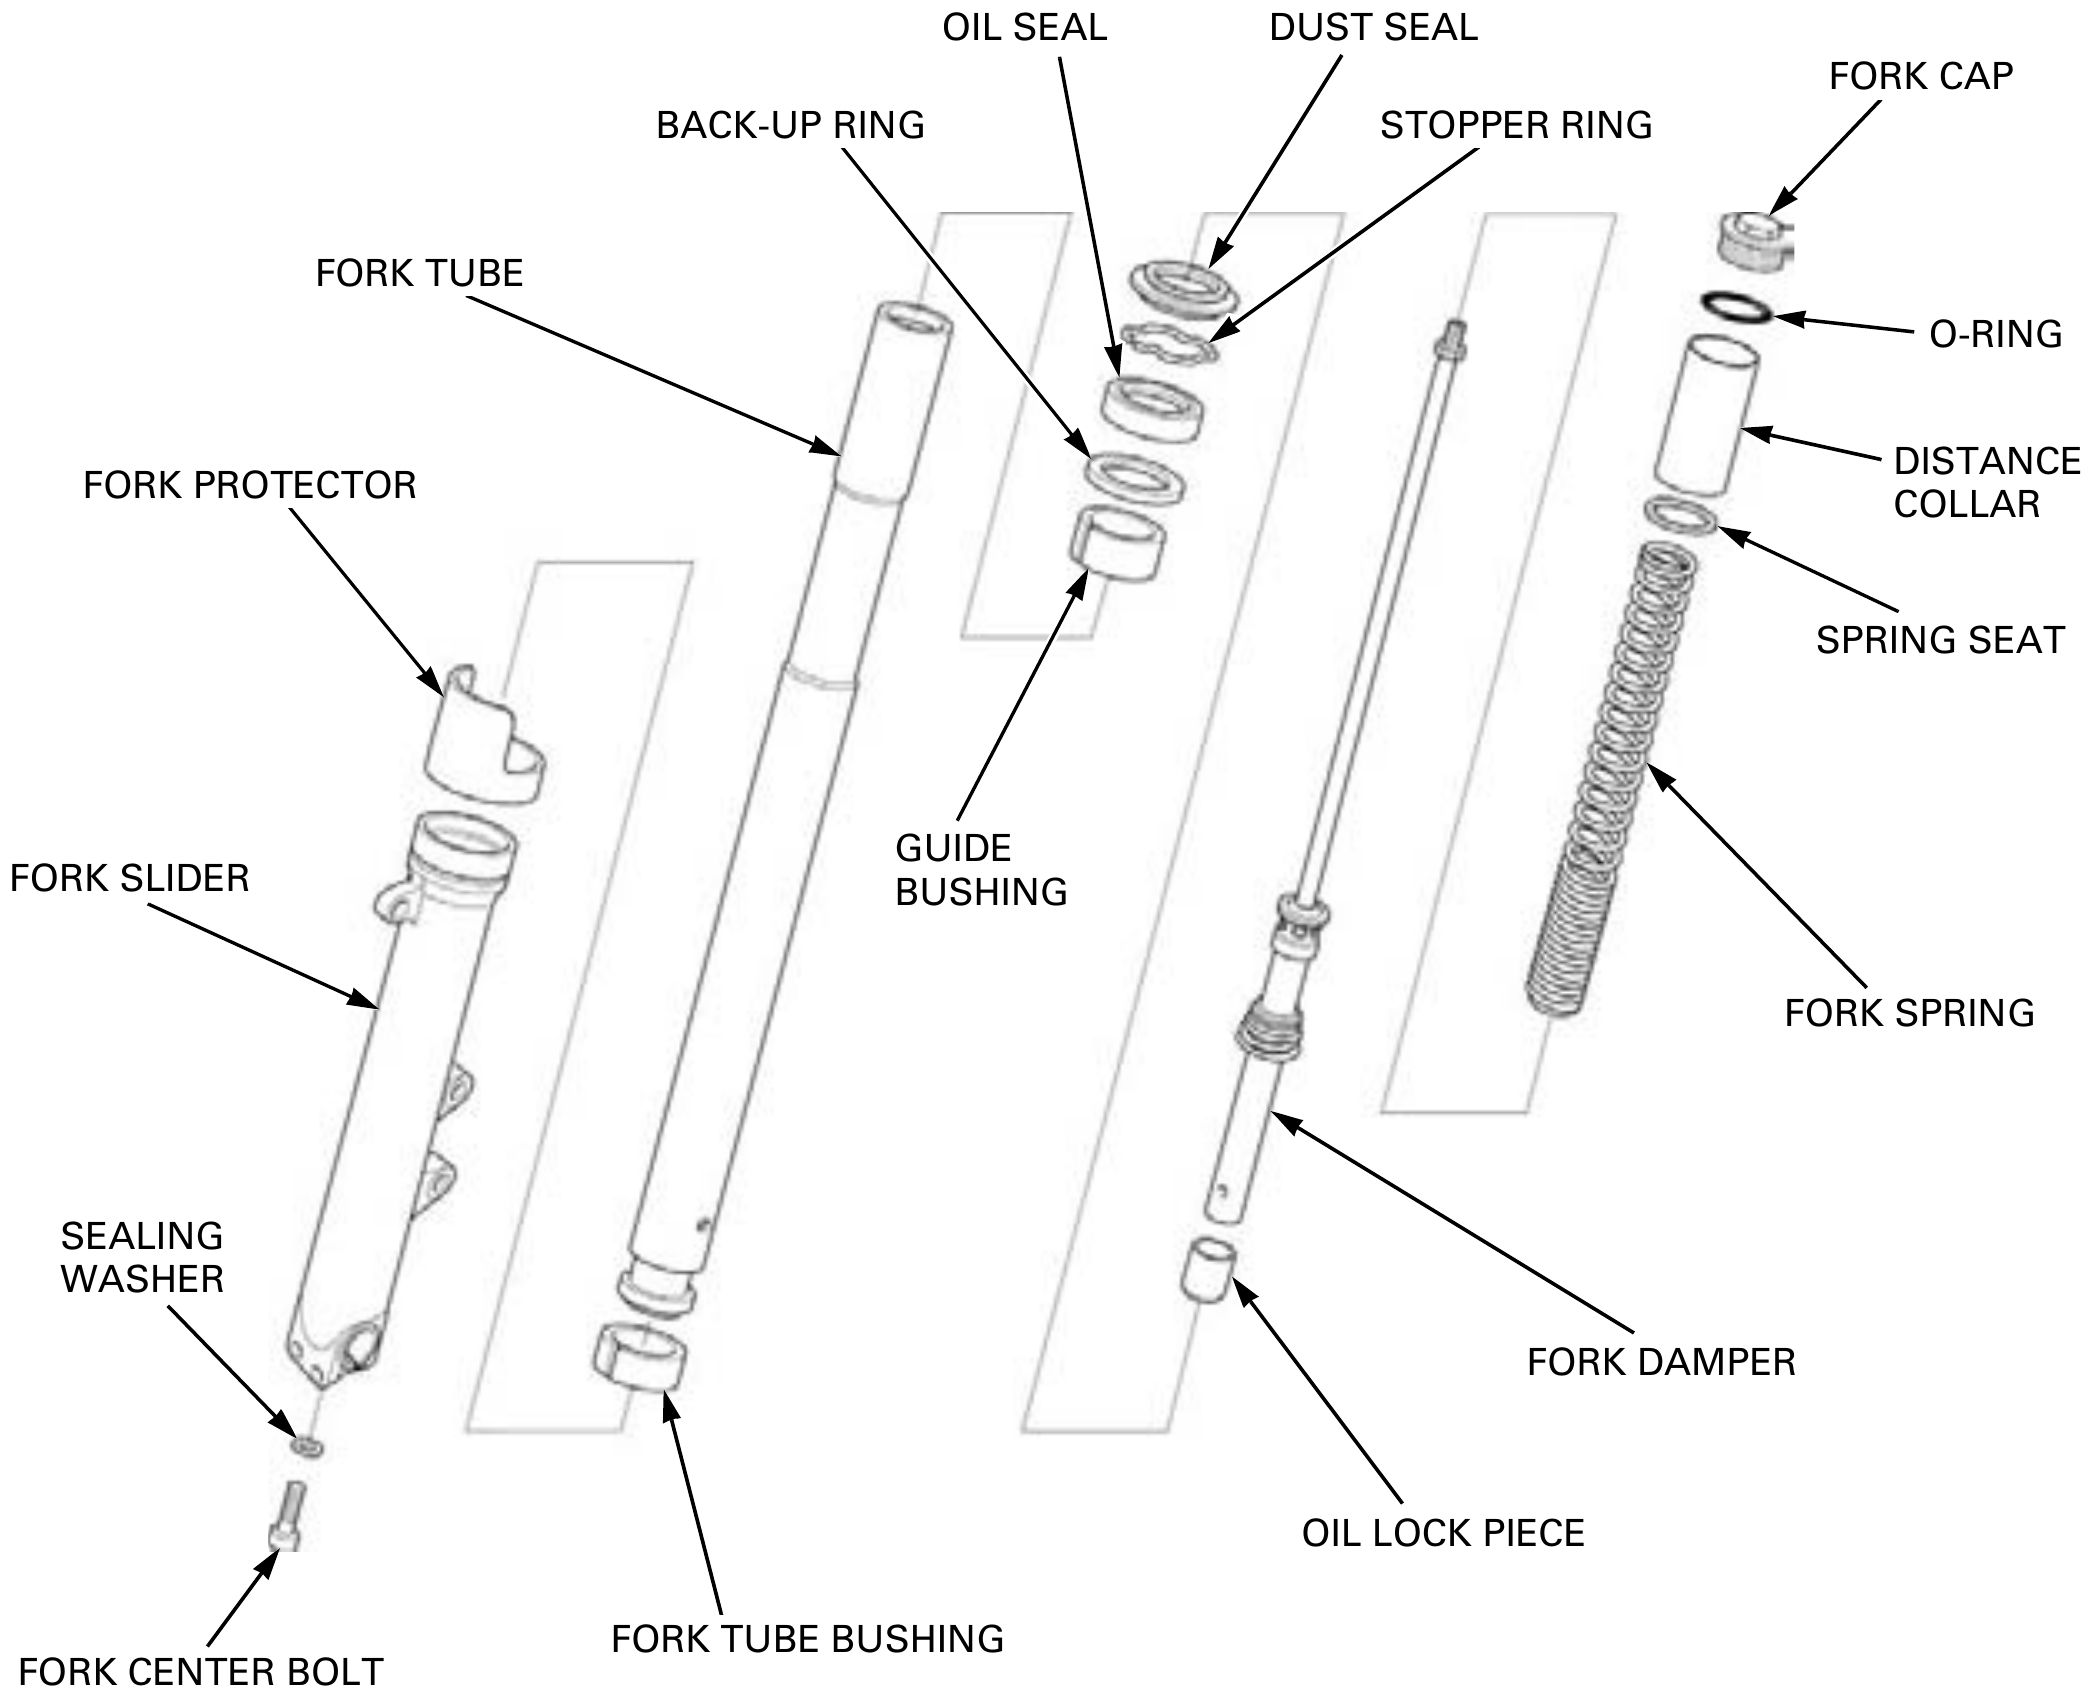 OIL SEAL
DUST SEAL
FORK CAP
BACK-UP RING
STOPPER RING
FORK TUBE
O-RING
DISTANCE
COLLAR
FORK PROTECTOR
SPRING SEAT
GUIDE
BUSHING
FORK SLIDER
FORK SPRING
SEALING
WASHER
FORK DAMPER
OIL LOCK PIECE
FORK TUBE BUSHING
FORK CENTER BOLT